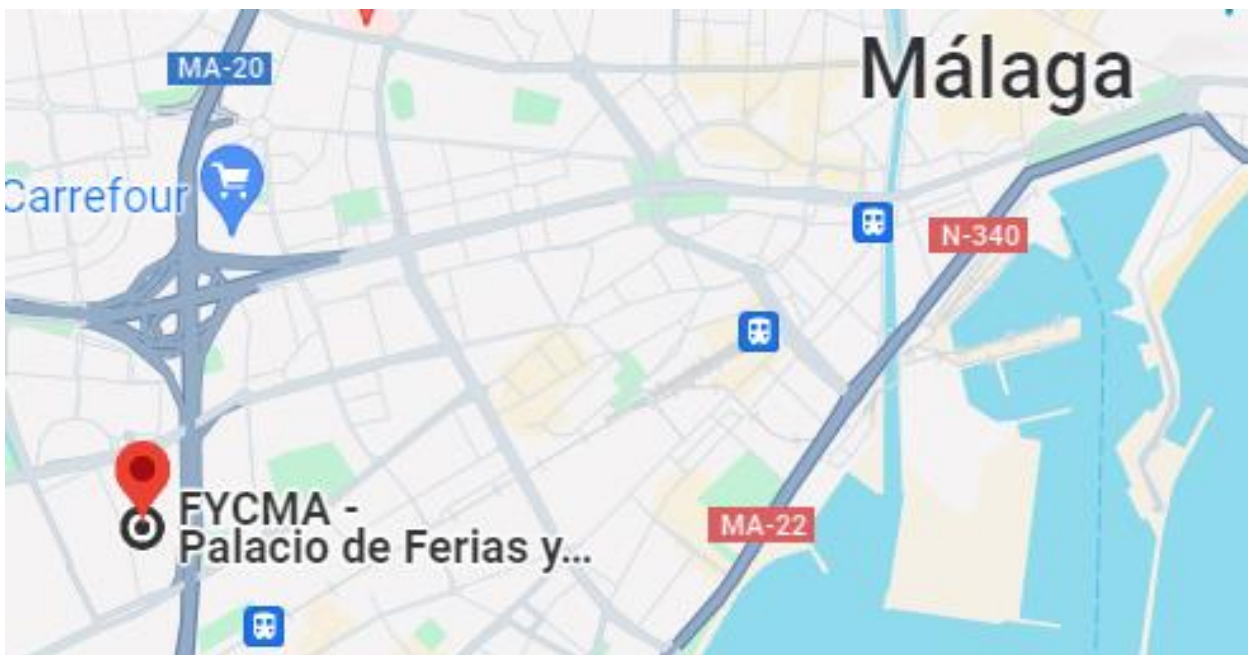 Málaga
MA-20
Carrefour
N-340
FYCMA -
Palacio de Ferias y...
MA-22